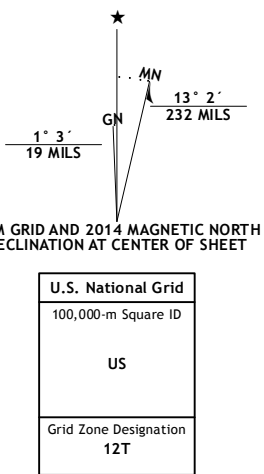 ★
MN
GN
13° 2´
232 MILS
1° 3´
19 MILS
GRID AND 2014 MAGNETIC NORTH
AT CENTER OF SHEET
U.S. National Grid
100,000-m Square ID
US
Grid Zone Designation
12T